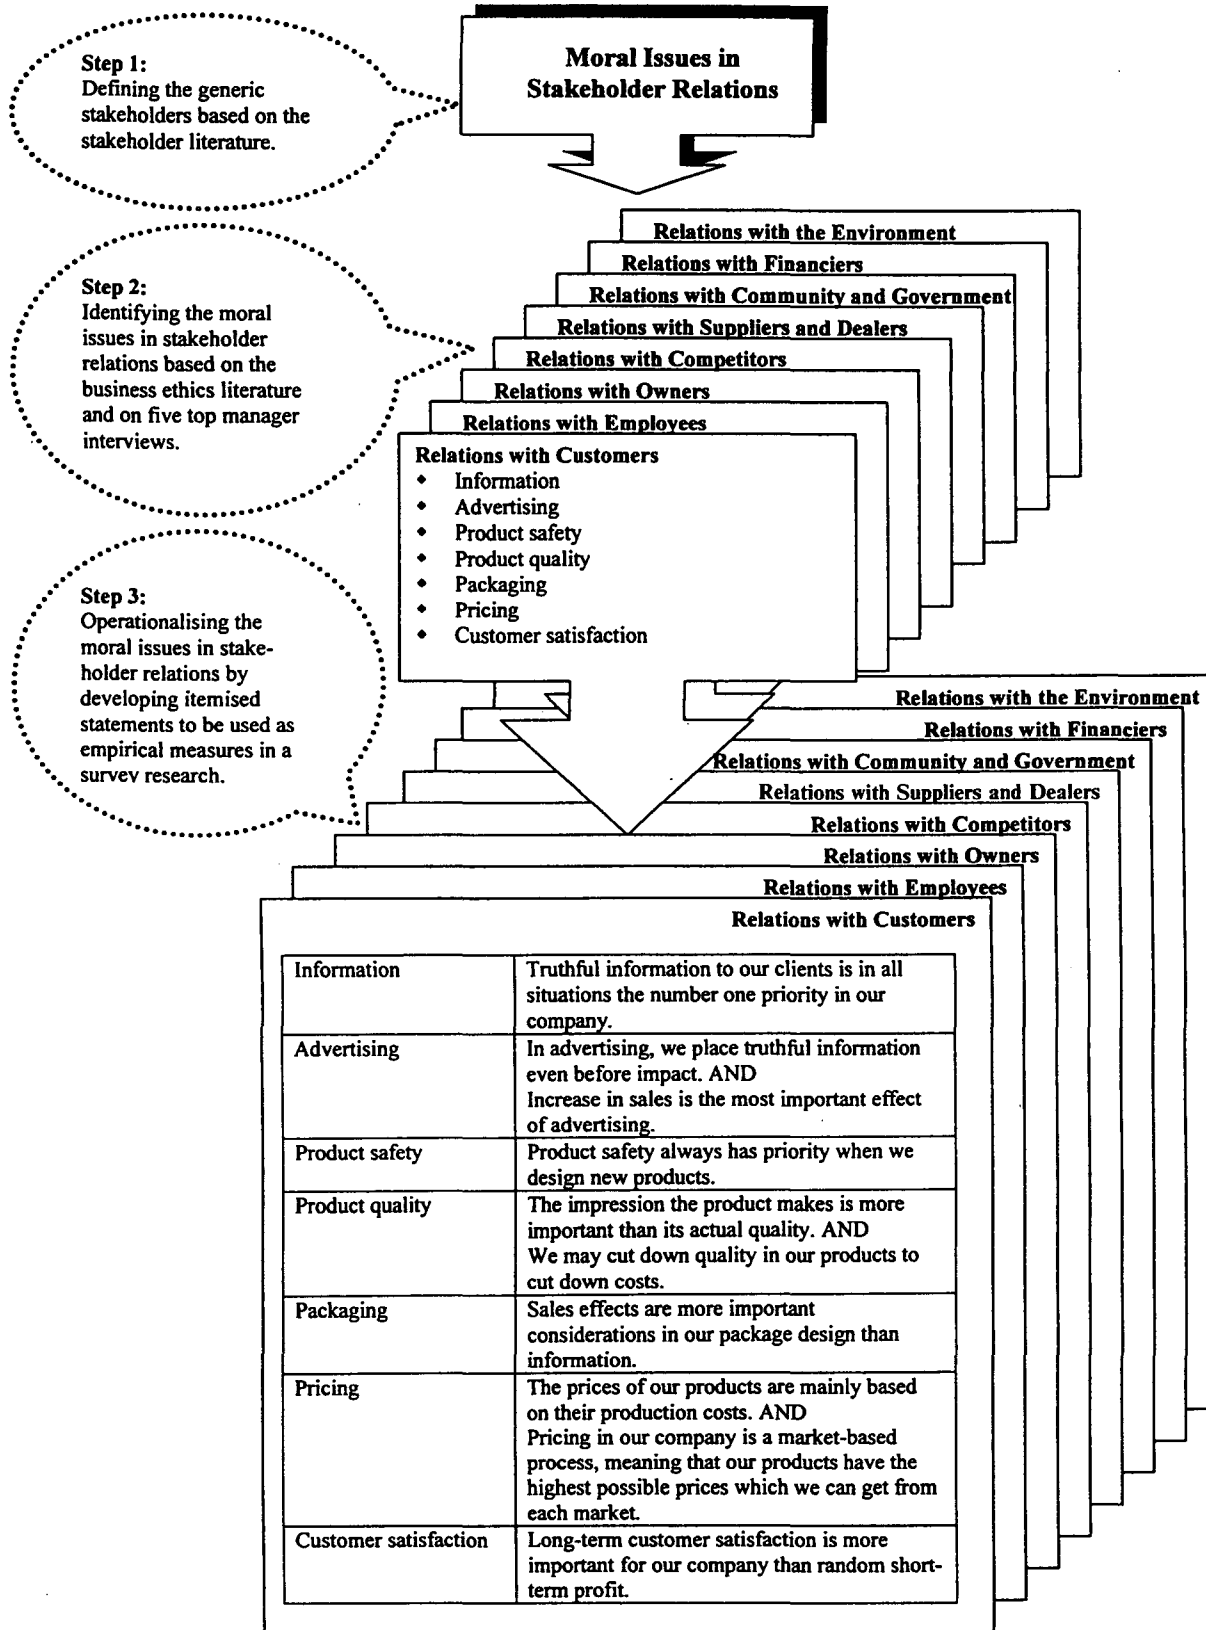 Moral Issues in
Stakeholder Relations
Step 1:
Defining the generic
stakeholders based on the
stakeholder literature.
Step 2:
Identifying the moral
issues in stakeholder
relations based on the
business ethics literature
and on five top manager
interviews.
Relations with the Environment
Relations with Financiers
Relations with Community and Government
Relations with Suppliers and Dealers
Relations with Competitors
Relations with Owners
Relations with Employees
Relations with Customers
◆ Information
◆ Advertising
◆ Product safety
◆ Product quality
◆ Packaging
◆ Pricing
◆ Customer satisfaction
Step 3:
Operationalising the
moral issues in stake-
holder relations by
developing itemised
statements to be used as
empirical measures in a
survey research.
Relations with the Environment
Relations with Financiers
Relations with Community and Government
Relations with Suppliers and Dealers
Relations with Competitors
Relations with Owners
Relations with Employees
Relations with Customers
Information
Truthful information to our clients is in all
situations the number one priority in our
company.
Advertising
In advertising, we place truthful information
even before impact. AND
Increase in sales is the most important effect
of advertising.
Product safety
Product safety always has priority when we
design new products.
Product quality
The impression the product makes is more
important than its actual quality. AND
We may cut down quality in our products to
cut down costs.
Packaging
Sales effects are more important
considerations in our package design than
information.
Pricing
The prices of our products are mainly based
on their production costs. AND
Pricing in our company is a market-based
process, meaning that our products have the
highest possible prices which we can get from
each market.
Customer satisfaction
Long-term customer satisfaction is more
important for our company than random short-
term profit.